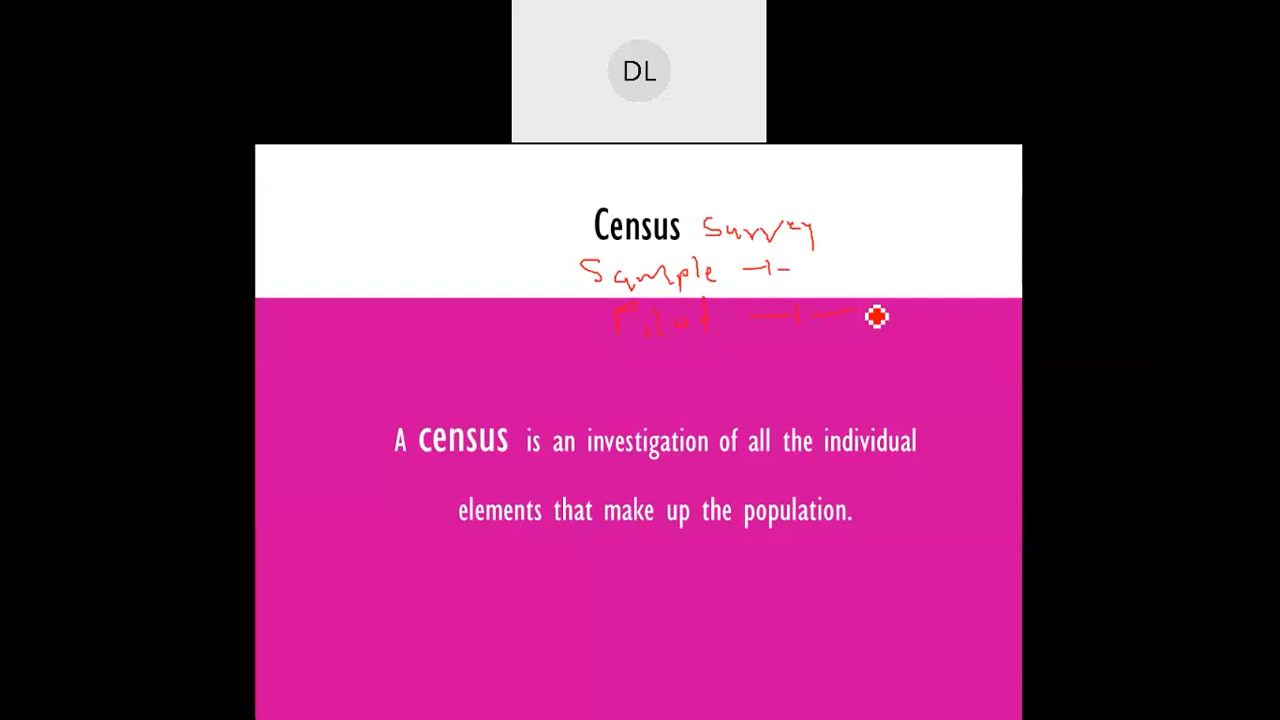 DL
Census Survey
Sample -ı-
Pilot -ı-
A census is an investigation of all the individual
elements that make up the population.